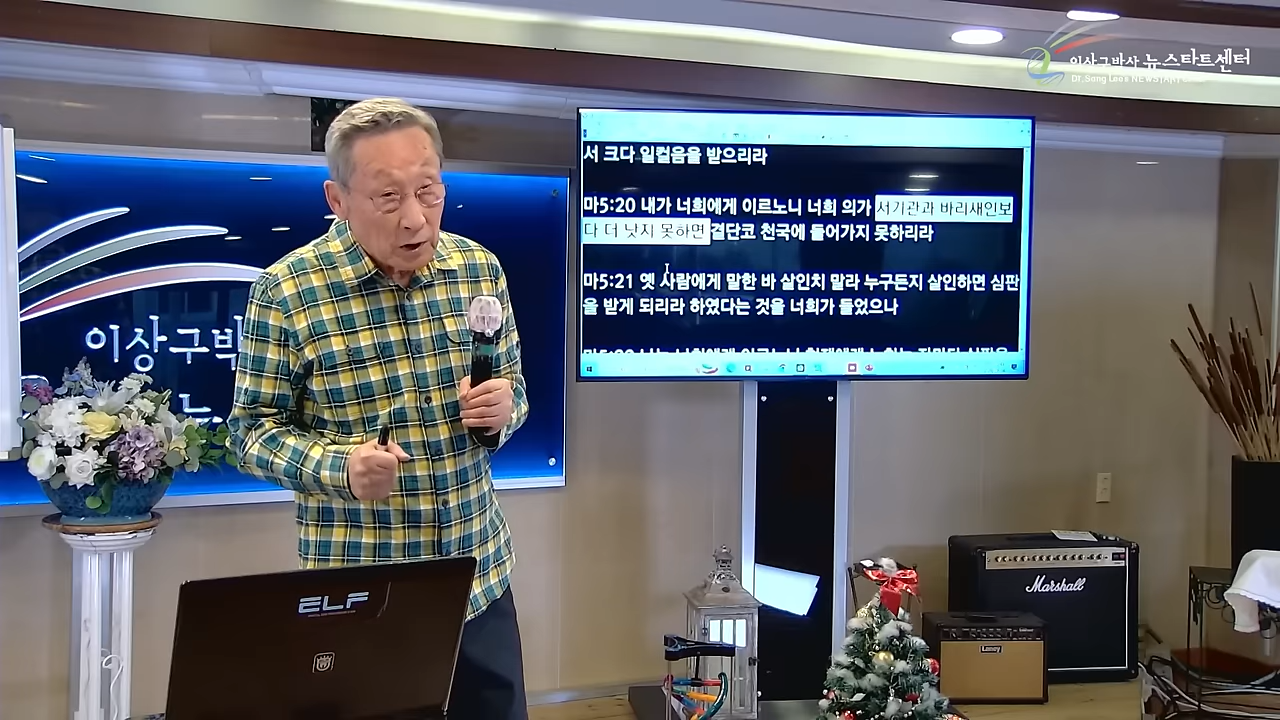 이상구박사 뉴스타트센터
Dr. Sang Lee's NEWSTART Center
서 크다 일컬음을 받으리라
마5:20 내가 너희에게 이르노니 너희 의가 서기관과 바리새인보
다 더 낫지 못하면 결단코 천국에 들어가지 못하리라
마5:21 옛 사람에게 말한 바 살인치 말라 누구든지 살인하면 심판
을 받게 되리라 하였다는 것을 너희가 들었으나
이상구박
뉴
ELF
Marshall
Laney